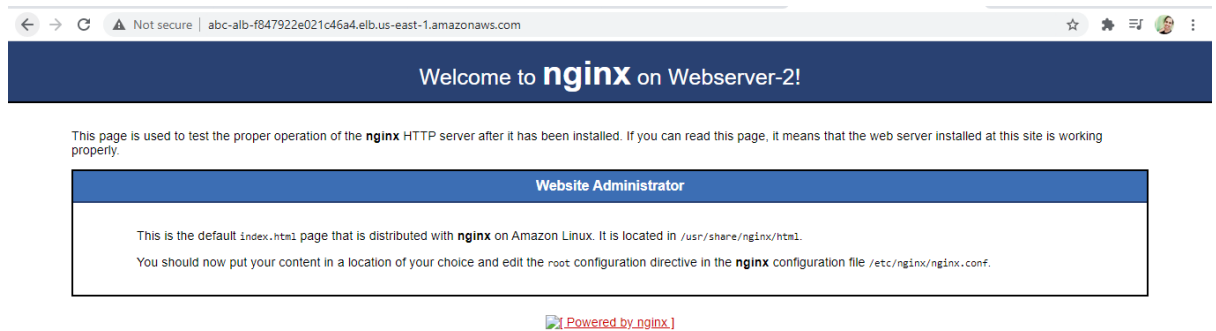 Not secure | abc-alb-f847922e021c46a4.elb.us-east-1.amazonaws.com
Welcome to nginx on Webserver-2!
This page is used to test the proper operation of the nginx HTTP server after it has been installed. If you can read this page, it means that the web server installed at this site is working
properly.
Website Administrator
This is the default index.html page that is distributed with nginx on Amazon Linux. It is located in /usr/share/nginx/html.
You should now put your content in a location of your choice and edit the root configuration directive in the nginx configuration file /etc/nginx/nginx.conf.
[ Powered by nginx ]